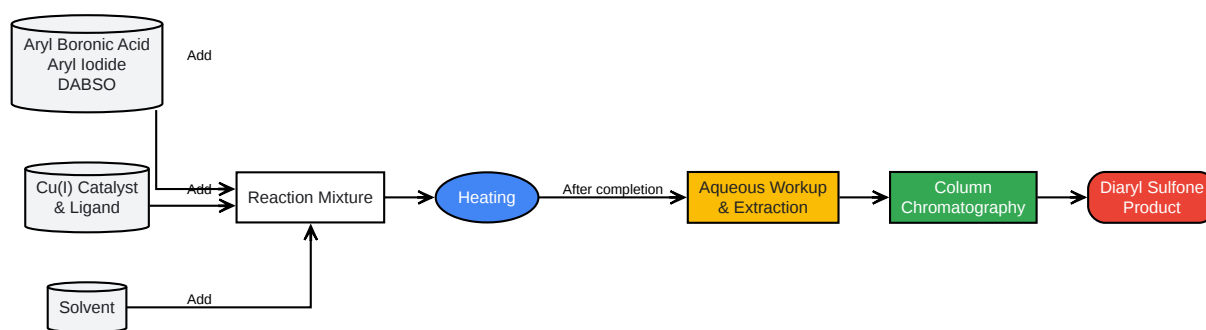 Aryl Boronic Acid
Aryl Iodide
DABSO
Add
Cu(I) Catalyst
& Ligand
Add
Solvent
Add
Reaction Mixture
Heating
After completion
Aqueous Workup
& Extraction
Column
Chromatography
Diaryl Sulfone
Product